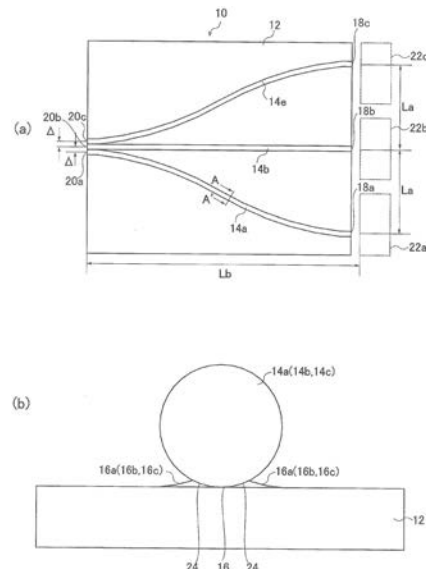 10
12
18c
22c
20b
20c
14e
La
(a)
Δ
18b
22b
14b
Δ
A
18a
La
20a
A
14a
22a
Lb
(b)
14a(14b,14c)
16a(16b,16c)
16a(16b,16c)
12
24
16
24